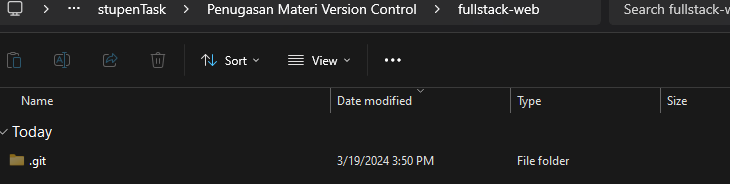 ··· stupenTask > Penugasan Materi Version Control > fullstack-web Search fullstack-w
Sort View ···
Name Date modified Type Size
Today
.git 3/19/2024 3:50 PM File folder